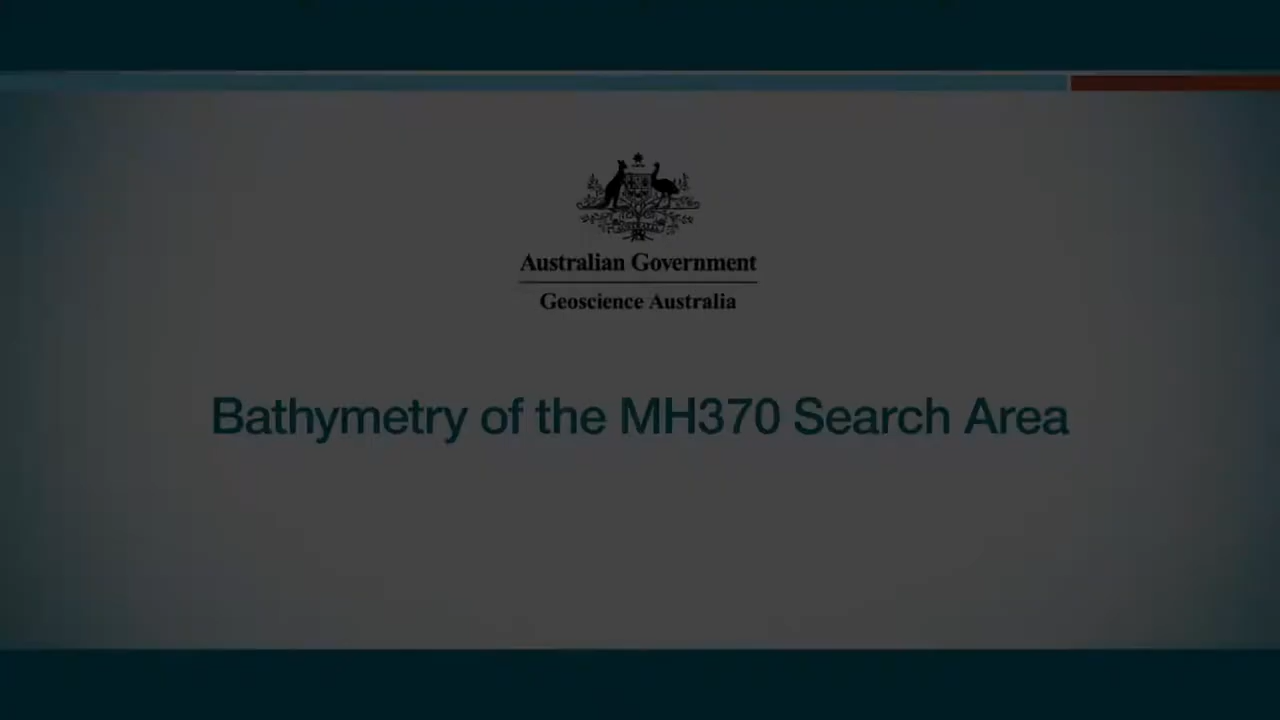 Australian Government
Geoscience Australia
Bathymetry of the MH370 Search Area